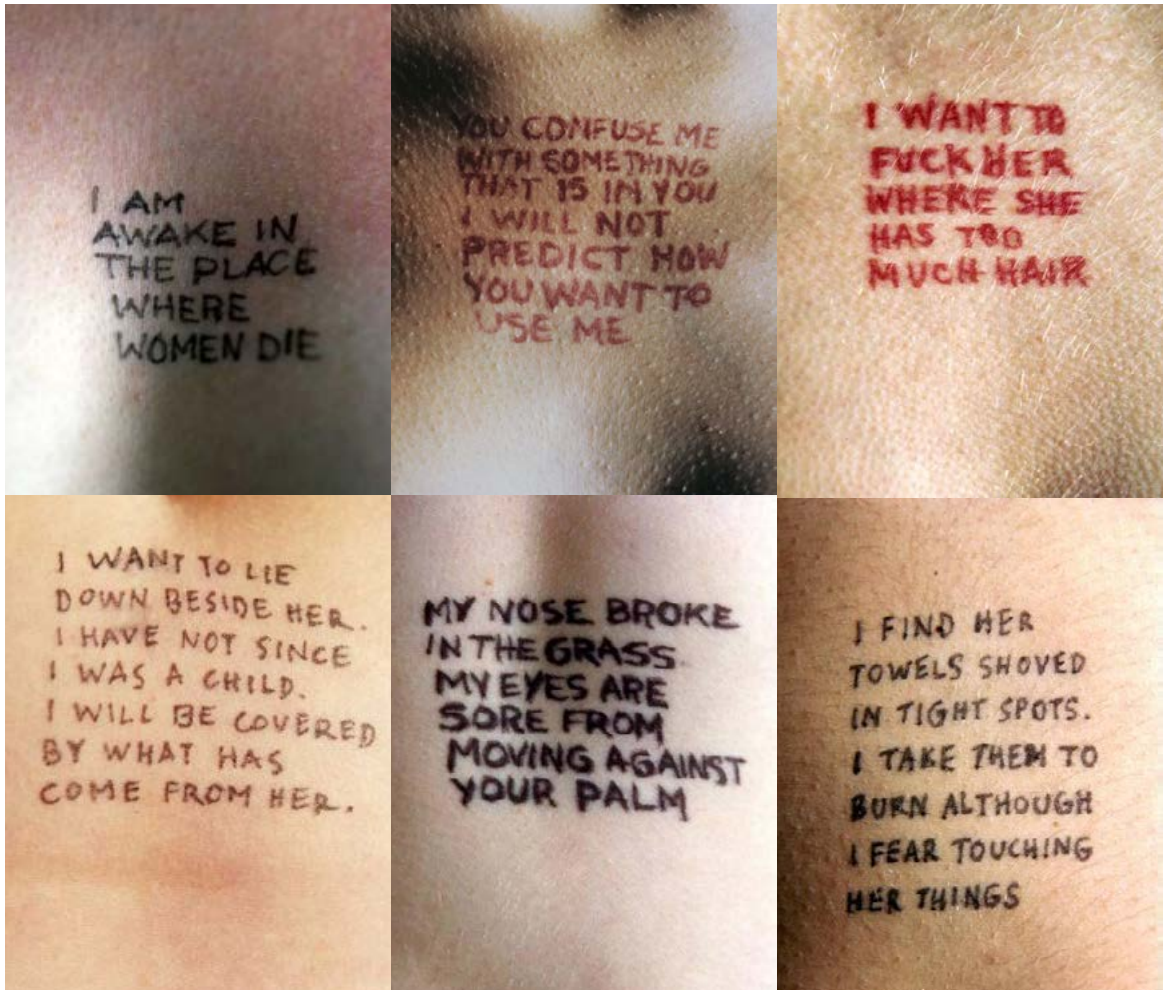 I AM
AWAKE IN
THE PLACE
WHERE
WOMEN DIE
YOU CONFUSE ME
WITH SOMETHING
THAT IS IN YOU
I WILL NOT
PREDICT HOW
YOU WANT TO
USE ME
I WANT TO
FUCK HER
WHERE SHE
HAS TOO
MUCH HAIR
I WANT TO LIE
DOWN BESIDE HER.
I HAVE NOT SINCE
I WAS A CHILD.
I WILL BE COVERED
BY WHAT HAS
COME FROM HER.
MY NOSE BROKE
IN THE GRASS
MY EYES ARE
SORE FROM
MOVING AGAINST
YOUR PALM
I FIND HER
TOWELS SHOVED
IN TIGHT SPOTS.
I TAKE THEM TO
BURN ALTHOUGH
I FEAR TOUCHING
HER THINGS